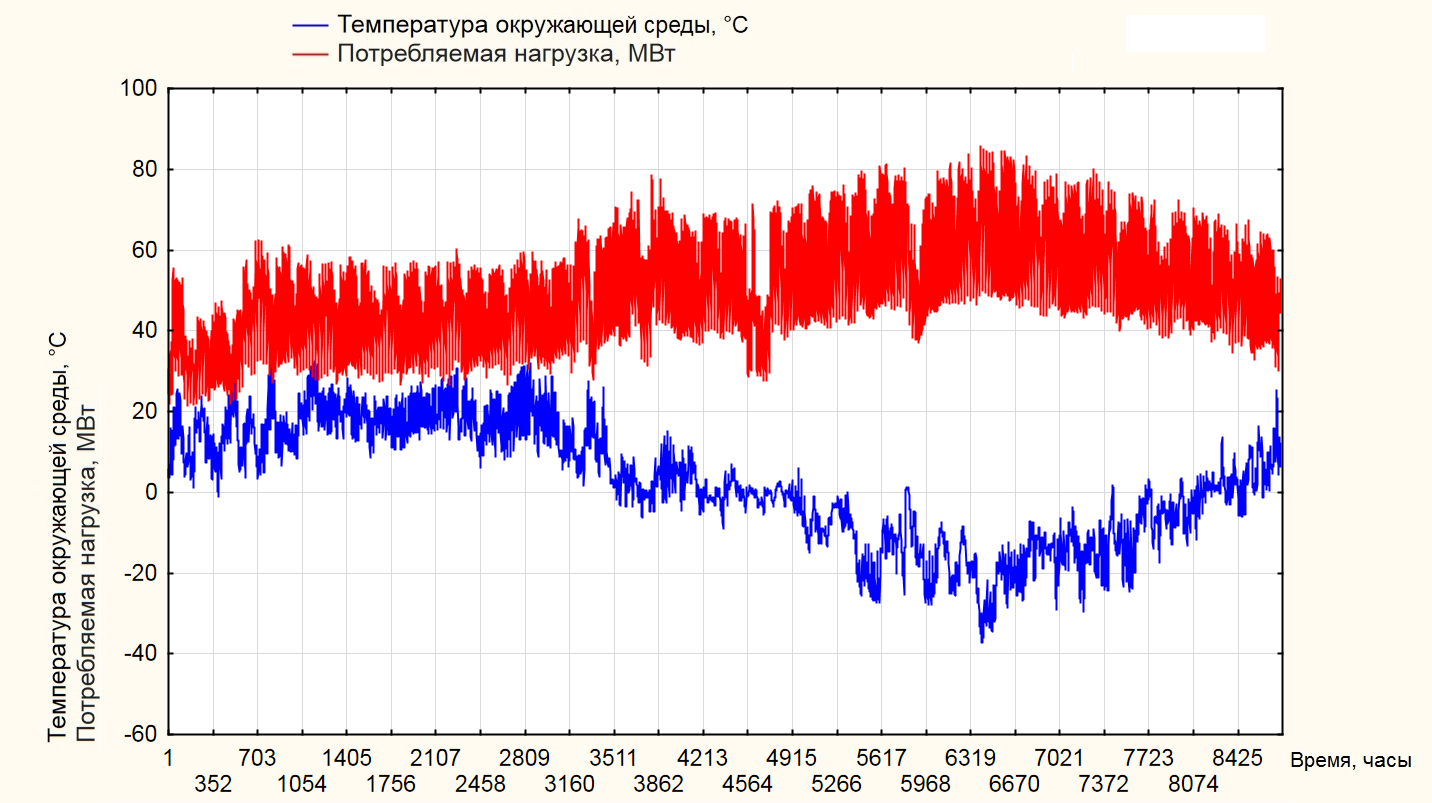 Температура окружающей среды, °C
Потребляемая нагрузка, МВт
100
80
60
40
20
0
-20
-40
-60
Температура окружающей среды, °C
Потребляемая нагрузка, МВт
1 703 1405 2107 2809 3511 4213 4915 5617 6319 7021 7723 8425 Время, часы
352 1054 1756 2458 3160 3862 4564 5266 5968 6670 7372 8074